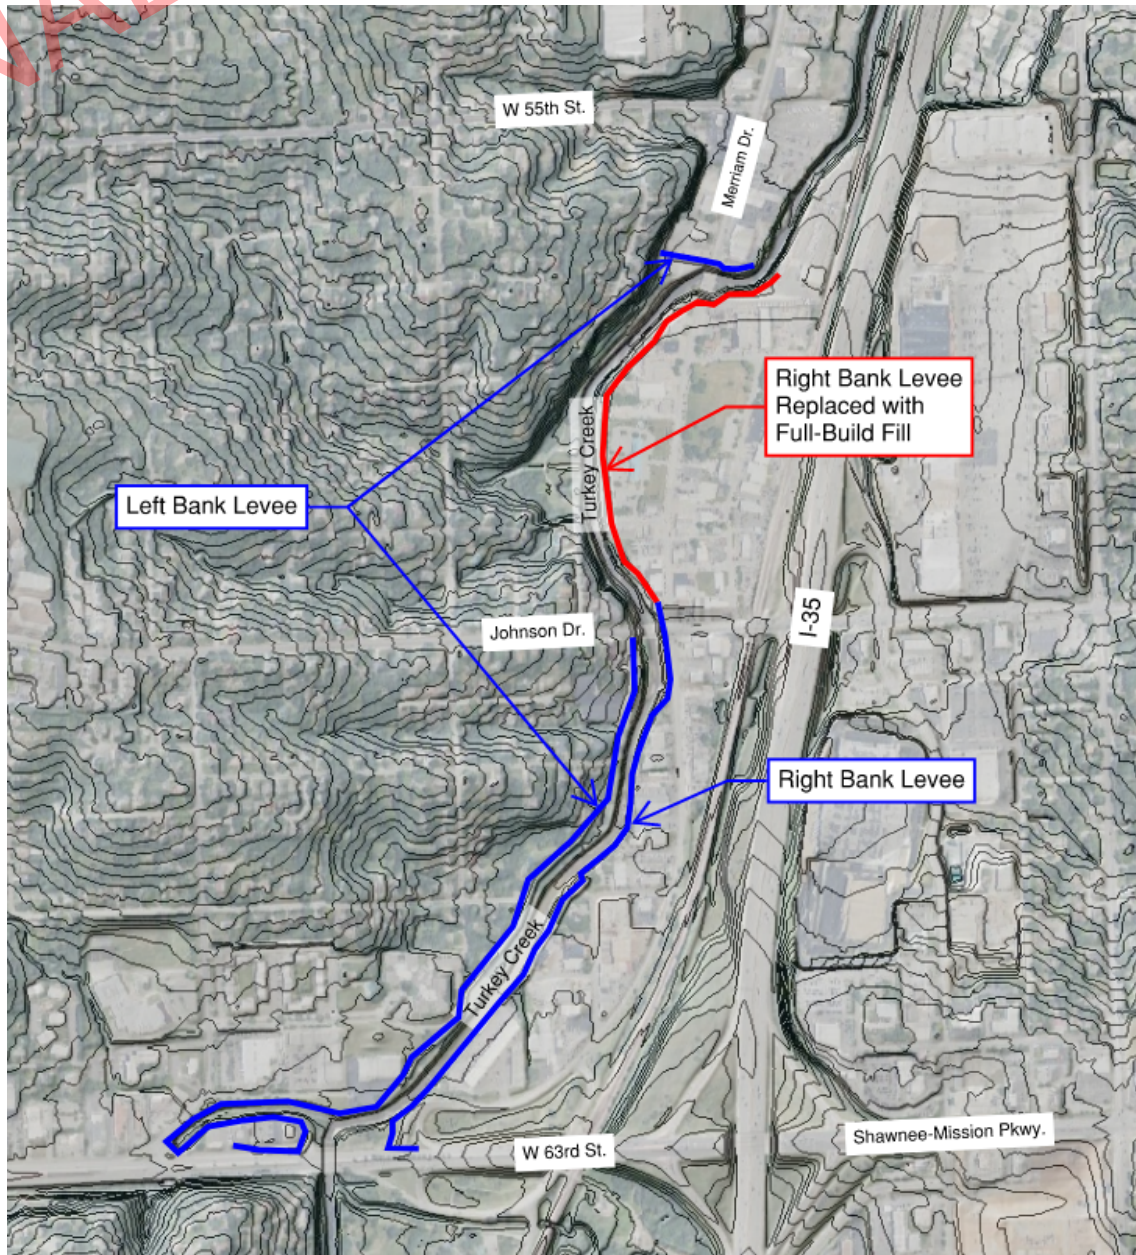 W 55th St.
Merriam Dr.
Right Bank Levee
Replaced with
Full-Build Fill
Turkey Creek
Left Bank Levee
I-35
Johnson Dr.
Right Bank Levee
Turkey Creek
W 63rd St.
Shawnee-Mission Pkwy.